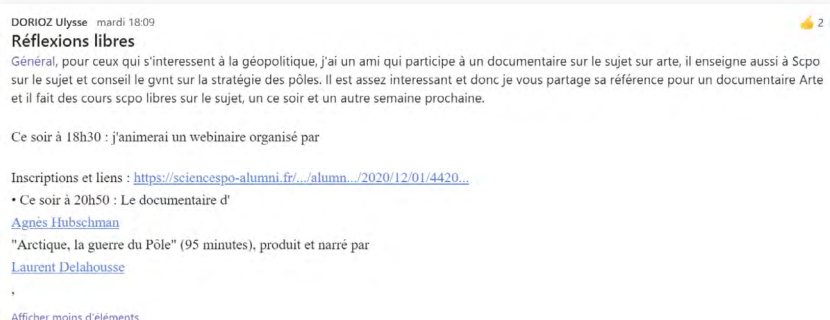 DORIOZ Ulysse mardi 18:09 👍 2
Réflexions libres
Général, pour ceux qui s'interessent à la géopolitique, j'ai un ami qui participe à un documentaire sur le sujet sur arte, il enseigne aussi à Scpo
sur le sujet et conseil le gvnt sur la stratégie des pôles. Il est assez interessant et donc je vous partage sa référence pour un documentaire Arte
et il fait des cours scpo libres sur le sujet, un ce soir et un autre semaine prochaine.
Ce soir à 18h30 : j'animerai un webinaire organisé par
Inscriptions et liens : https://sciencespo-alumni.fr/.../alumn.../2020/12/01/4420...
• Ce soir à 20h50 : Le documentaire d'
Agnès Hubschman
"Arctique, la guerre du Pôle" (95 minutes), produit et narré par
Laurent Delahousse
,
Afficher moins d'éléments